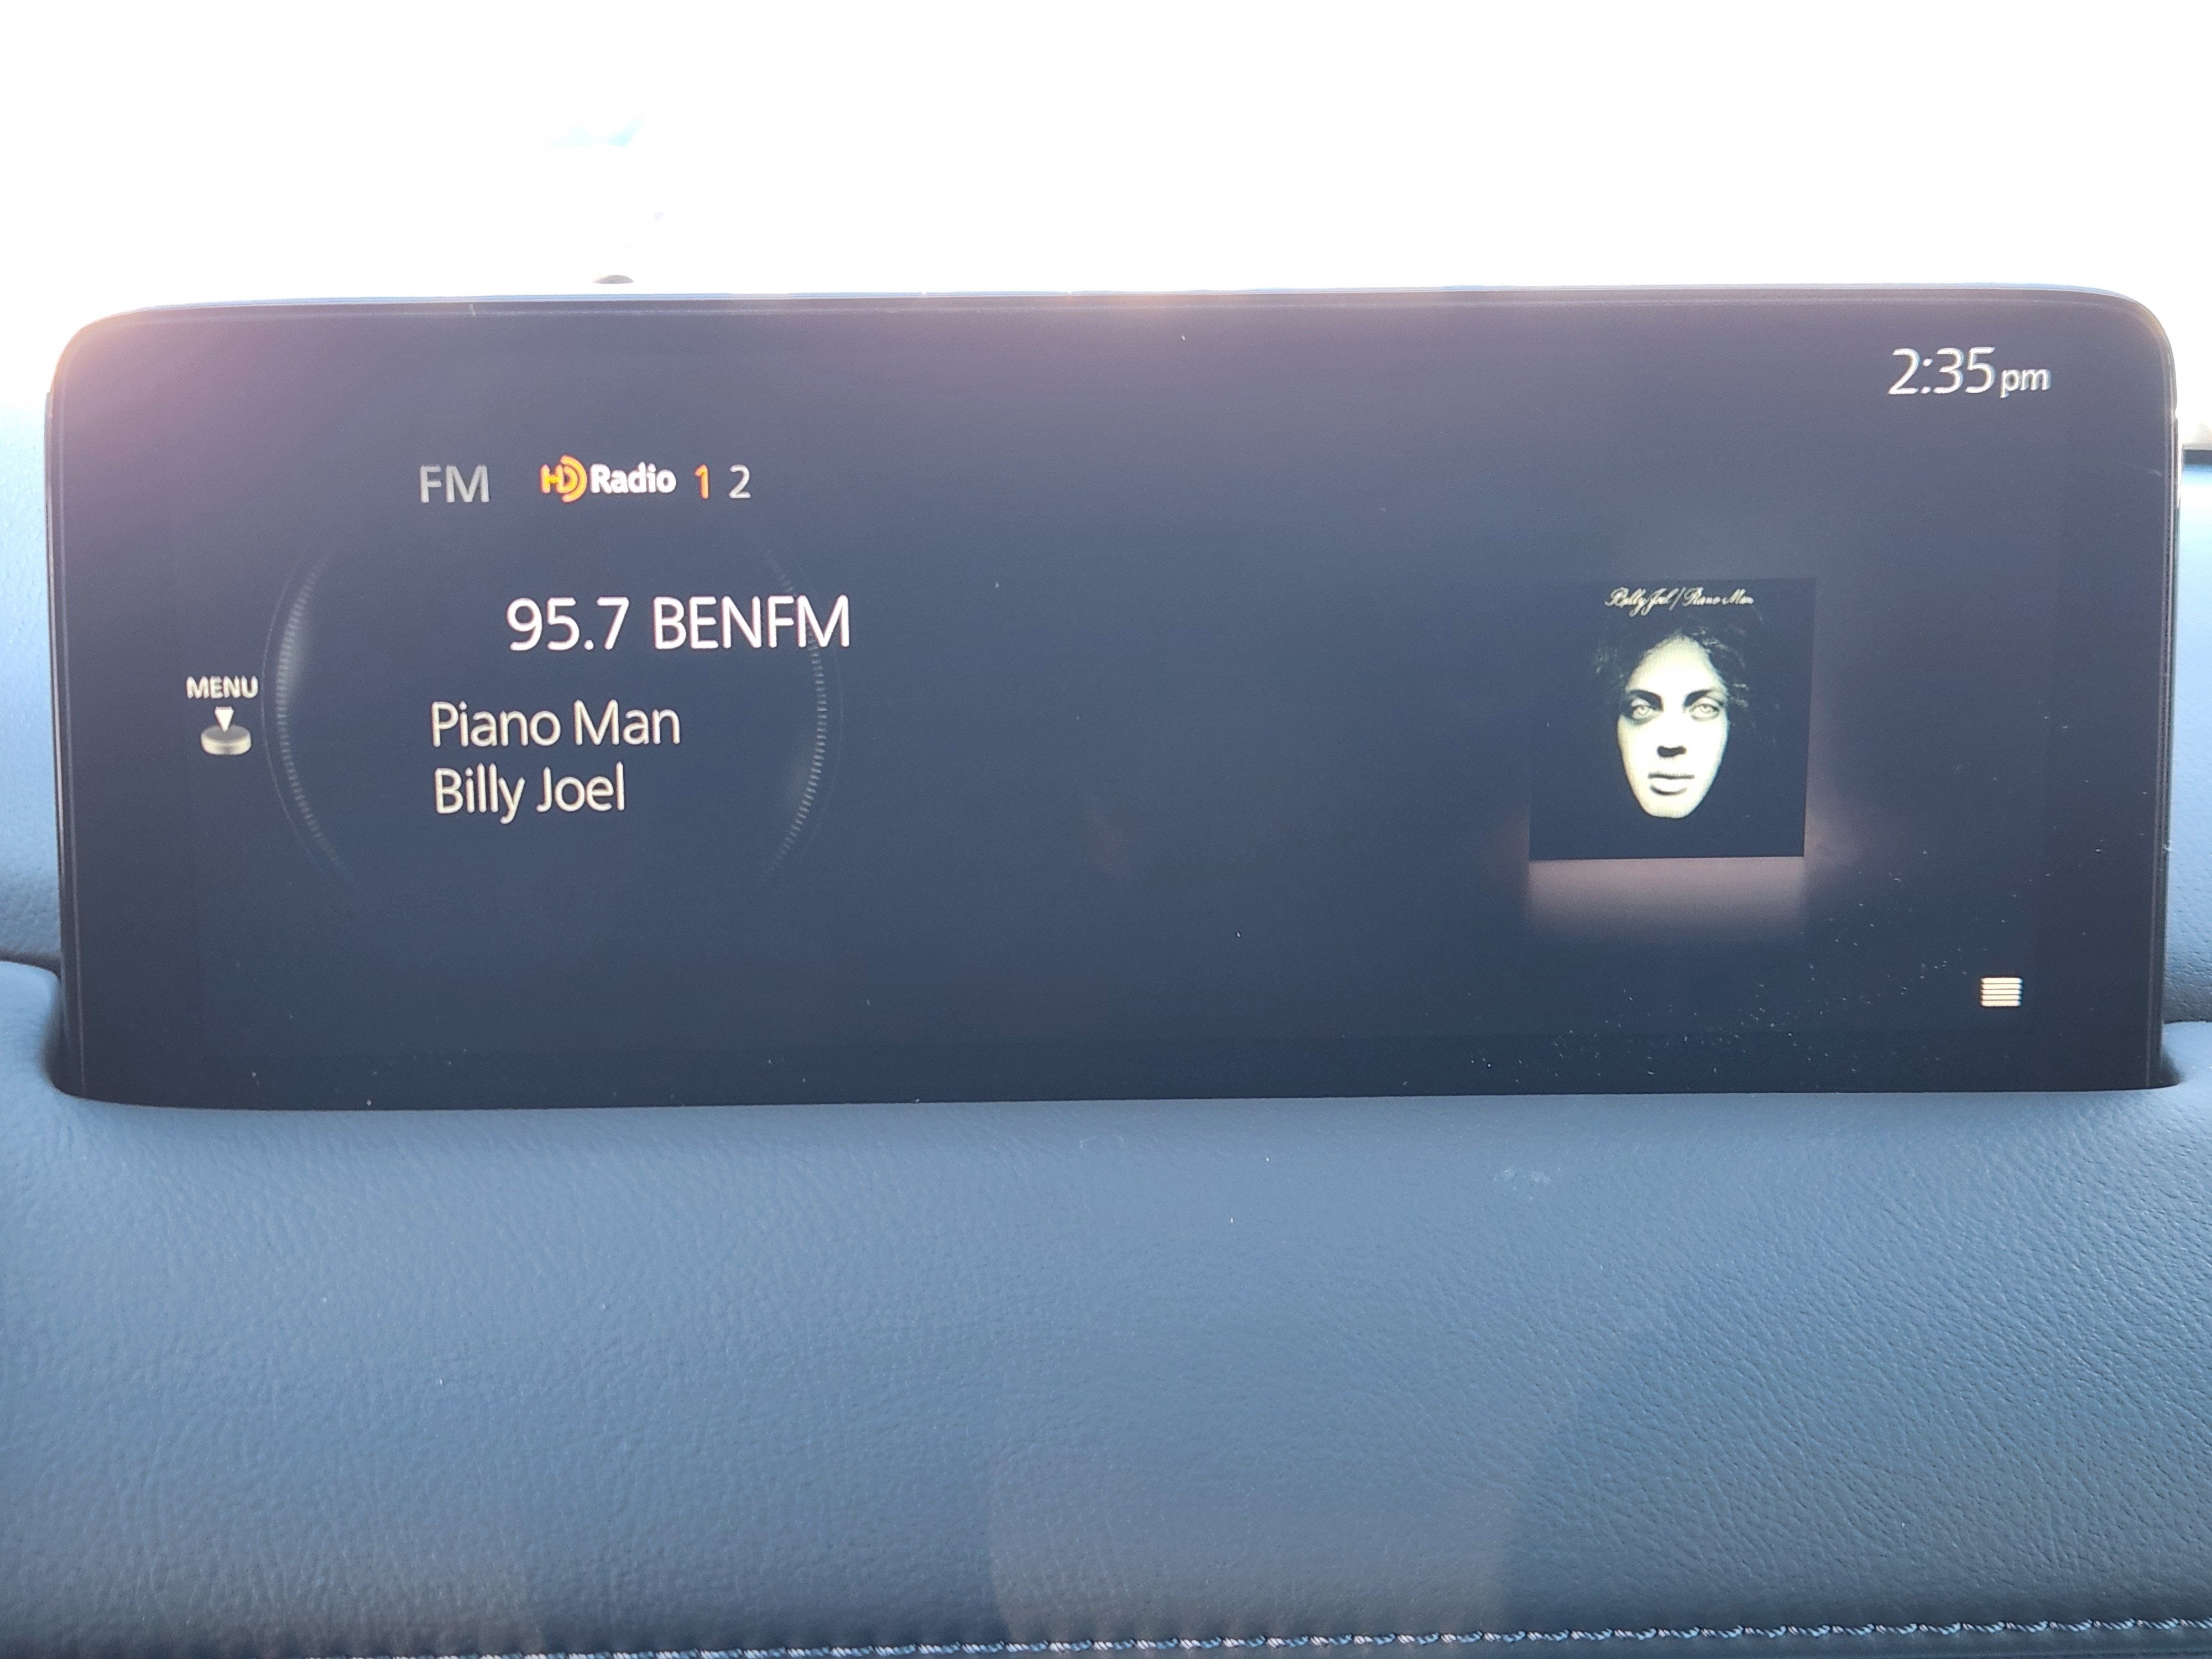 2:35pm
FM HD Radio 1 2
95.7 BENFM
MENU
Piano Man
Billy Joel
Billy Joel / Piano Man